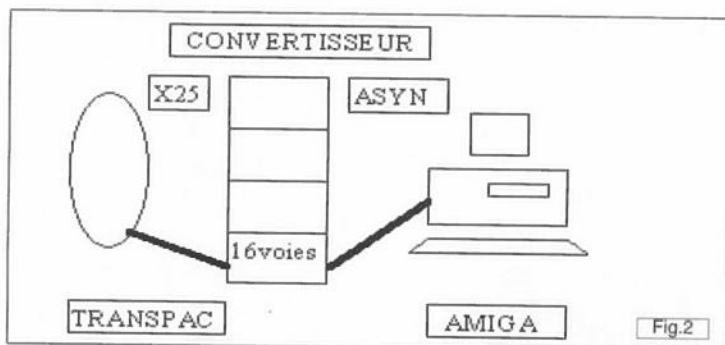 CONVERTISSEUR
X25
ASYN
16voies
TRANSPAC
AMIGA
Fig.2